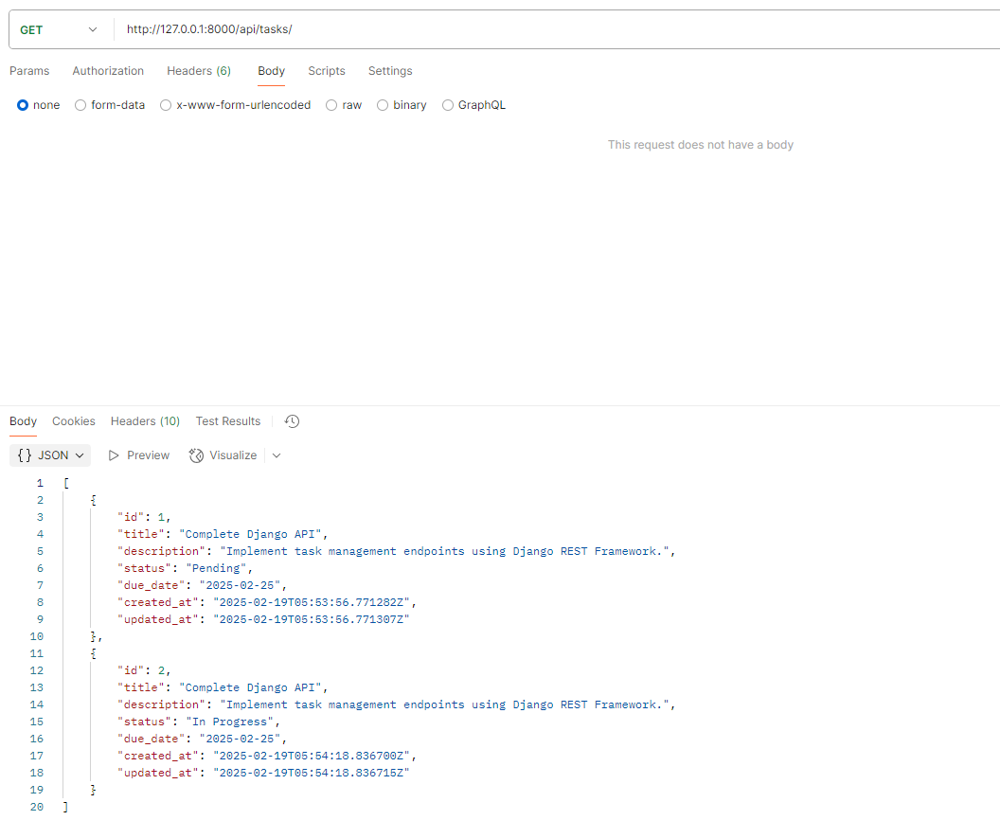 GET http://127.0.0.1:8000/api/tasks/
Params Authorization Headers (6) Body Scripts Settings
none form-data x-www-form-urlencoded raw binary GraphQL
This request does not have a body
Body Cookies Headers (10) Test Results
{} JSON Preview Visualize
1 [
2 {
3 "id": 1,
4 "title": "Complete Django API",
5 "description": "Implement task management endpoints using Django REST Framework.",
6 "status": "Pending",
7 "due_date": "2025-02-25",
8 "created_at": "2025-02-19T05:53:56.771282Z",
9 "updated_at": "2025-02-19T05:53:56.771307Z"
10 },
11 {
12 "id": 2,
13 "title": "Complete Django API",
14 "description": "Implement task management endpoints using Django REST Framework.",
15 "status": "In Progress",
16 "due_date": "2025-02-25",
17 "created_at": "2025-02-19T05:54:18.836700Z",
18 "updated_at": "2025-02-19T05:54:18.836715Z"
19 }
20 ]